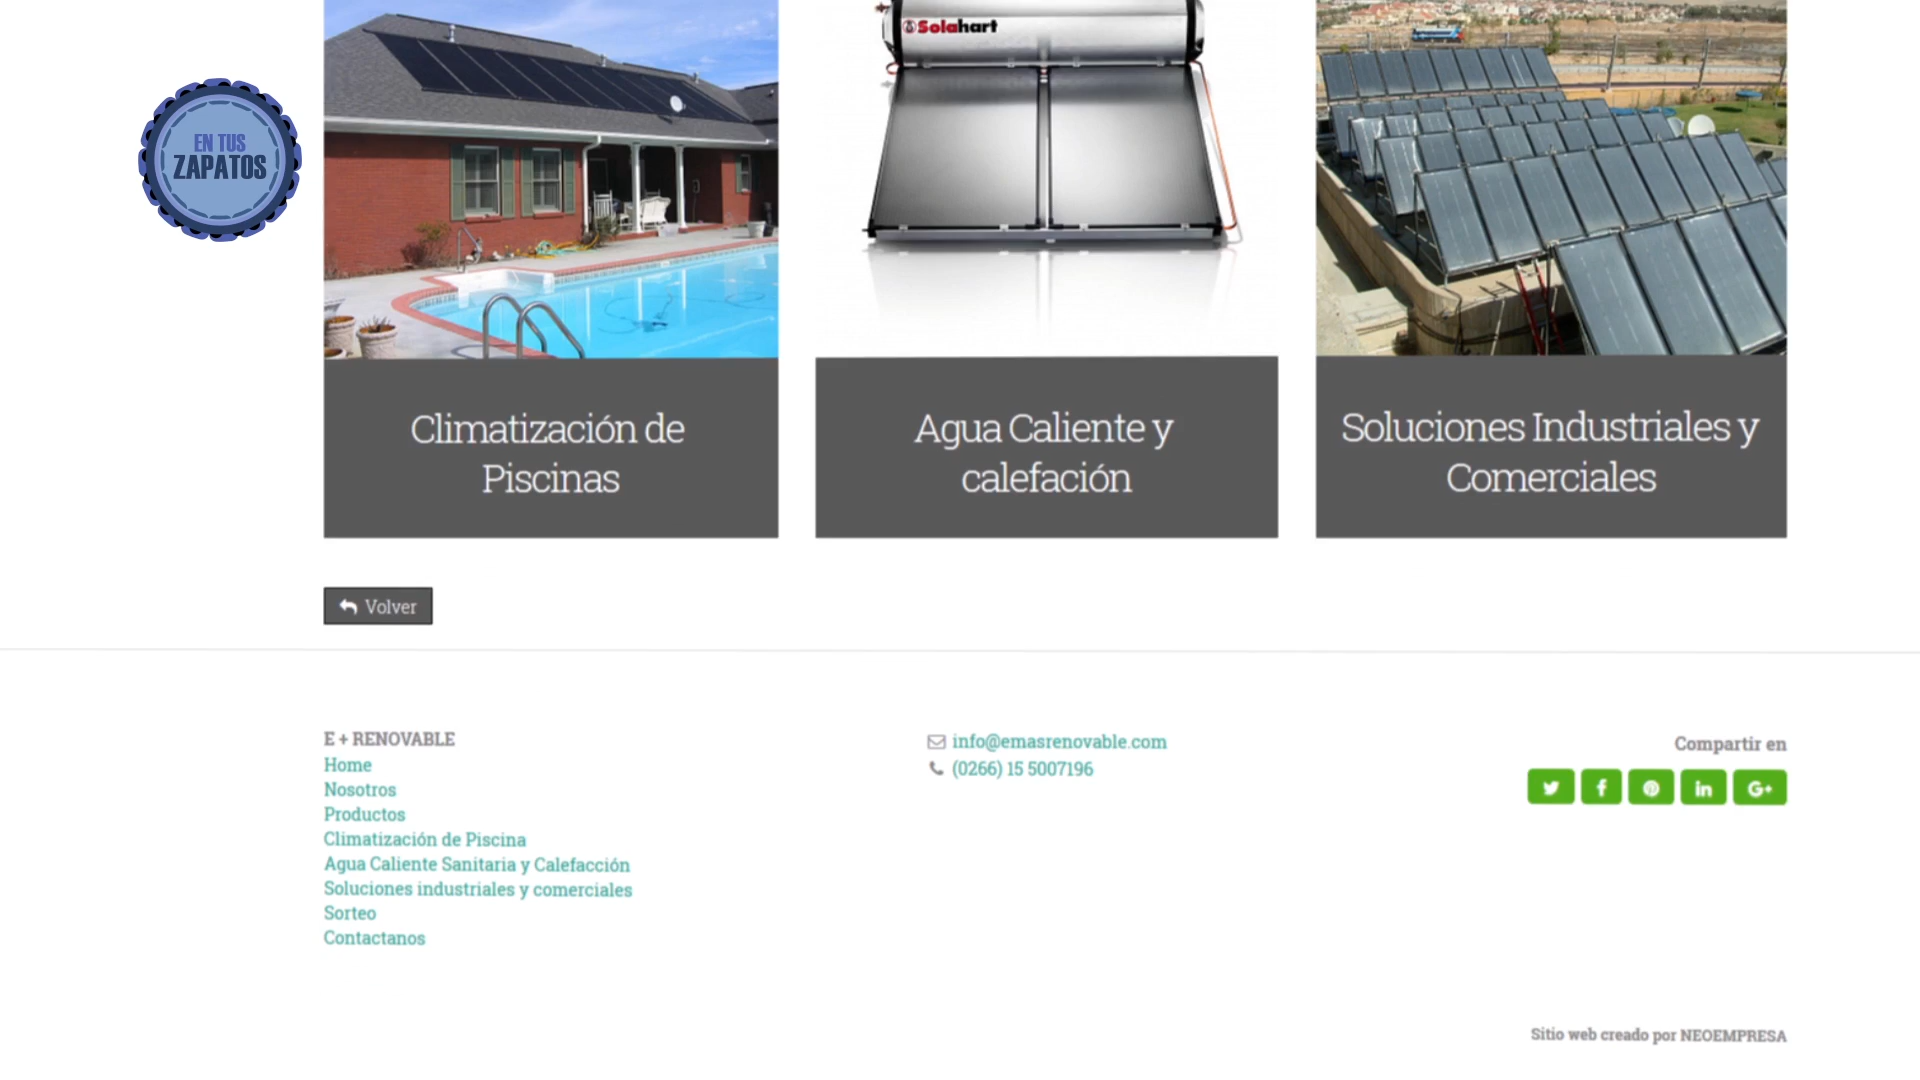 Solahart
EN TUS
ZAPATOS
Climatización de
Piscinas
Agua Caliente y
calefación
Soluciones Industriales y
Comerciales
Volver
E + RENOVABLE
Home
Nosotros
Productos
Climatización de Piscina
Agua Caliente Sanitaria y Calefacción
Soluciones industriales y comerciales
Sorteo
Contactanos
info@emasrenovable.com
(0266) 15 5007196
Compartir en
Sitio web creado por NEOEMPRESA